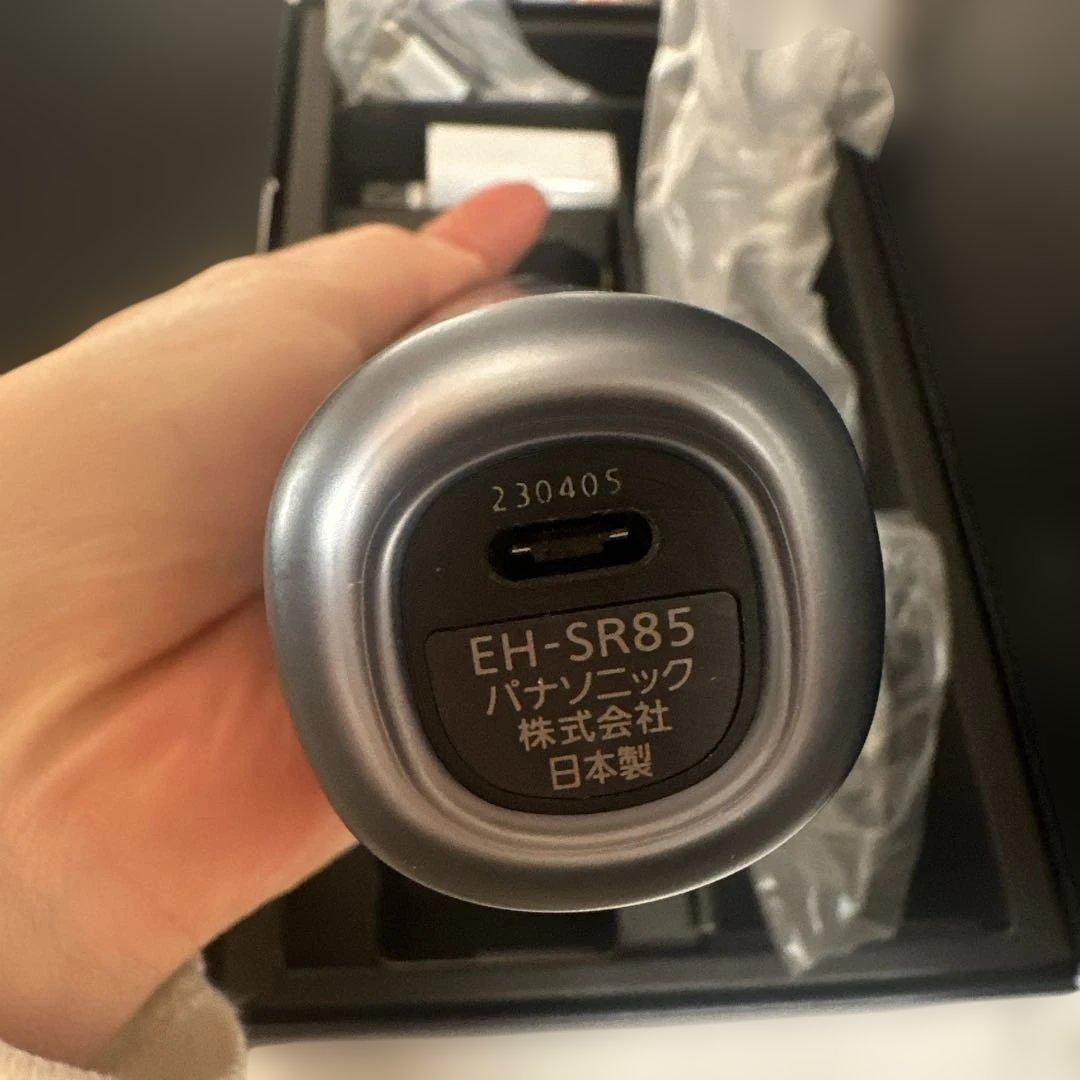 230405
EH-SR85
パナソニック
株式会社
日本製